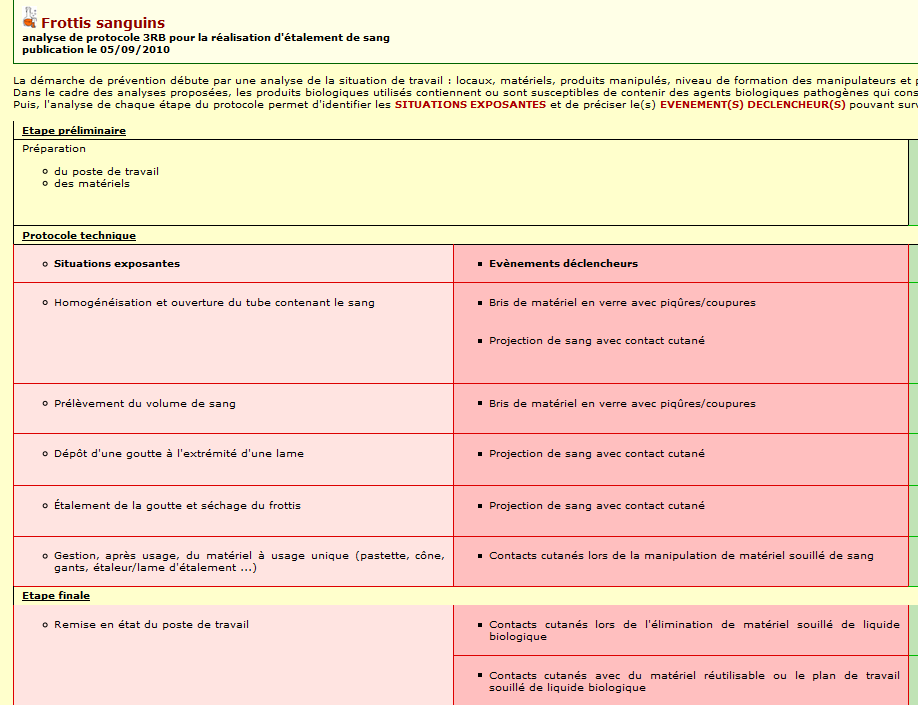 Frottis sanguins
analyse de protocole 3RB pour la réalisation d'étalement de sang
publication le 05/09/2010
La démarche de prévention débute par une analyse de la situation de travail : locaux, matériels, produits manipulés, niveau de formation des manipulateurs et
Dans le cadre des analyses proposées, les produits biologiques utilisés contiennent ou sont susceptibles de contenir des agents biologiques pathogènes qui
Puis, l'analyse de chaque étape du protocole permet d'identifier les SITUATIONS EXPOSANTES et de préciser le(s) EVENEMENT(S) DECLENCHEUR(S) pouvant
Etape préliminaire
Préparation
du poste de travail
des matériels
Protocole technique
Situations exposantes
Evènements déclencheurs
Homogénéisation et ouverture du tube contenant le sang
Bris de matériel en verre avec piqûres/coupures
Projection de sang avec contact cutané
Prélèvement du volume de sang
Bris de matériel en verre avec piqûres/coupures
Dépôt d'une goutte à l'extrémité d'une lame
Projection de sang avec contact cutané
Étalement de la goutte et séchage du frottis
Projection de sang avec contact cutané
Gestion, après usage, du matériel à usage unique (pastette, cône,
gants, étaleur/lame d'étalement ...)
Contacts cutanés lors de la manipulation de matériel souillé de sang
Etape finale
Remise en état du poste de travail
Contacts cutanés lors de l'élimination de matériel souillé de liquide
biologique
Contacts cutanés avec du matériel réutilisable ou le plan de travail
souillé de liquide biologique